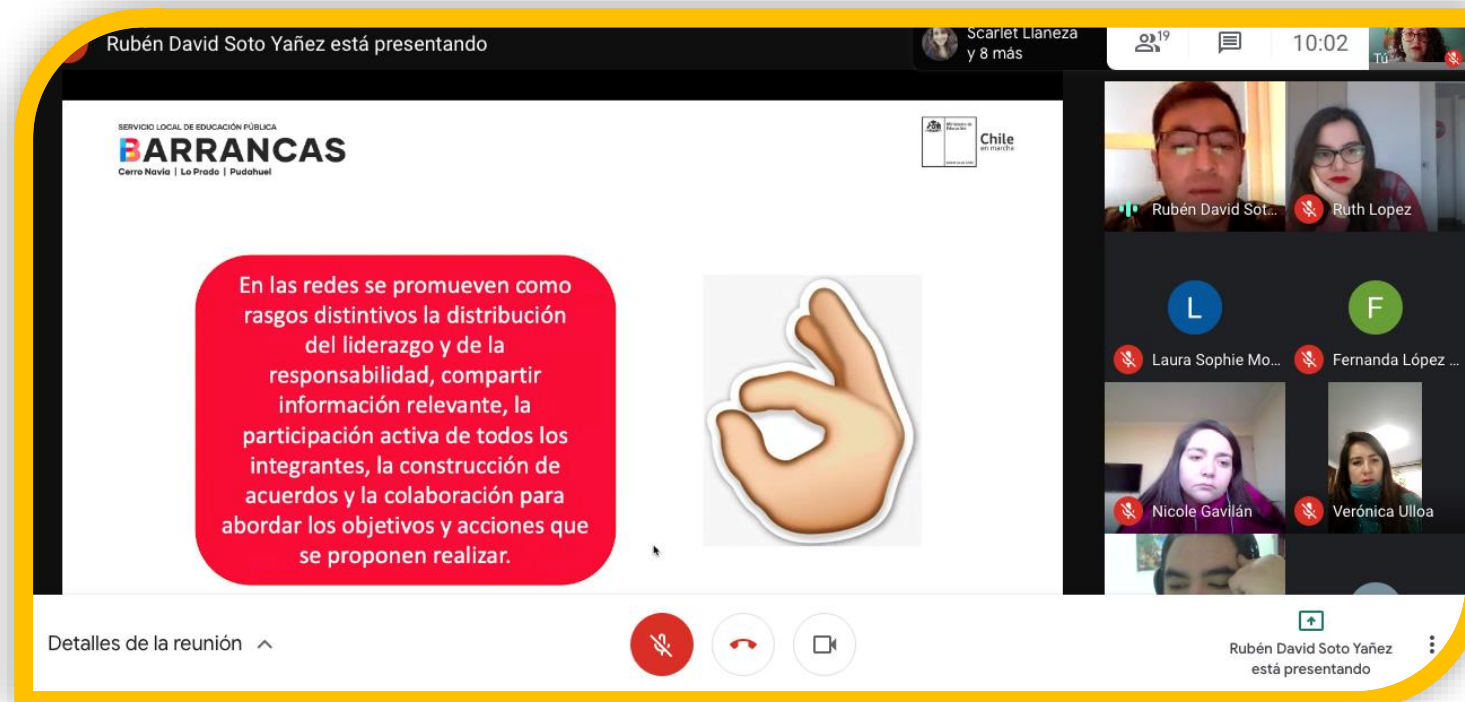 Rubén David Soto Yañez está presentando
Scarlet Llaneza
y 8 más
19
10:02
Tú
SERVICIO LOCAL DE EDUCACIÓN PÚBLICA
BARRANCAS
Cerro Navia | Lo Prado | Pudahuel
Ministerio de
Educación
Chile
en marcha
En las redes se promueven como
rasgos distintivos la distribución
del liderazgo y de la
responsabilidad, compartir
información relevante, la
participación activa de todos los
integrantes, la construcción de
acuerdos y la colaboración para
abordar los objetivos y acciones que
se proponen realizar.
Rubén David Sot...
Ruth Lopez
L
F
Laura Sophie Mo...
Fernanda López ...
Nicole Gavilán
Verónica Ulloa
Detalles de la reunión
Rubén David Soto Yañez
está presentando